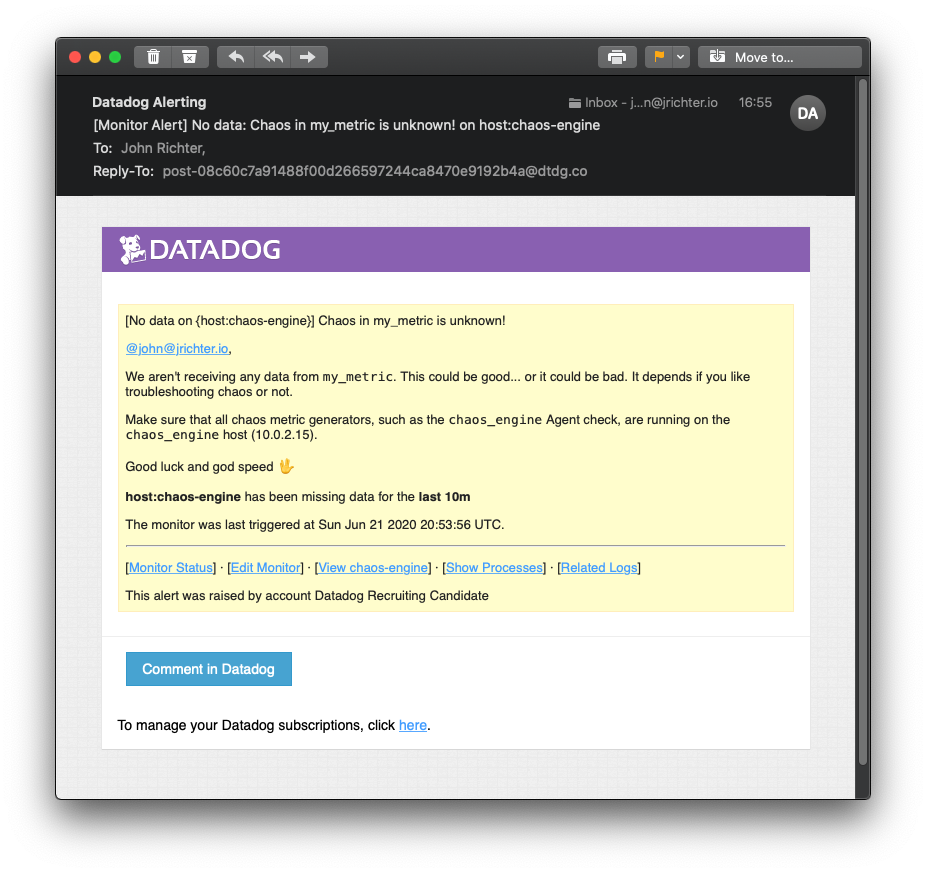 Move to...
Datadog Alerting
Inbox - j...n@jrichter.io 16:55
DA
[Monitor Alert] No data: Chaos in my_metric is unknown! on host:chaos-engine
To: John Richter,
Reply-To: post-08c60c7a91488f00d266597244ca8470e9192b4a@dtdg.co
DATADOG
[No data on {host:chaos-engine}] Chaos in my_metric is unknown!
@john@jrichter.io,
We aren't receiving any data from my_metric. This could be good... or it could be bad. It depends if you like
troubleshooting chaos or not.
Make sure that all chaos metric generators, such as the chaos_engine Agent check, are running on the
chaos_engine host (10.0.2.15).
Good luck and god speed 🖖
host:chaos-engine has been missing data for the last 10m
The monitor was last triggered at Sun Jun 21 2020 20:53:56 UTC.
[Monitor Status] · [Edit Monitor] · [View chaos-engine] · [Show Processes] · [Related Logs]
This alert was raised by account Datadog Recruiting Candidate
Comment in Datadog
To manage your Datadog subscriptions, click here.